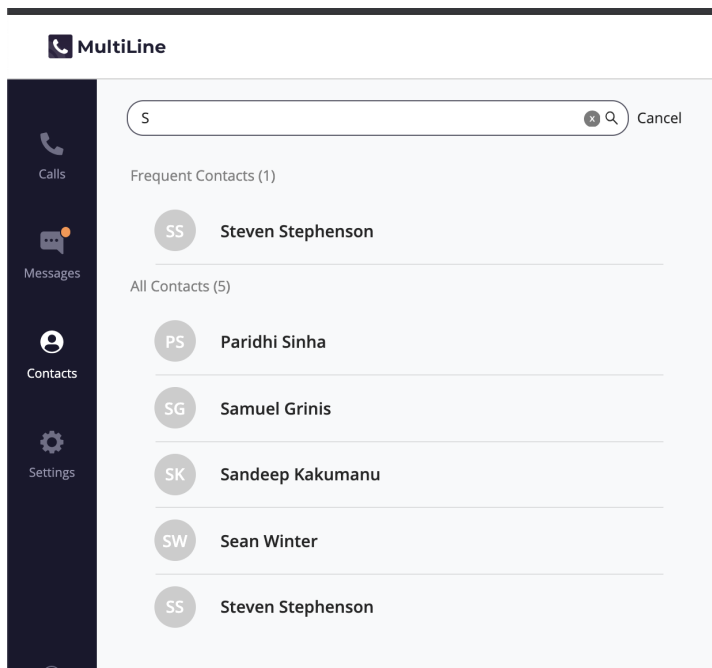 MultiLine
S
x
Cancel
Calls
Messages
Contacts
Settings
Frequent Contacts (1)
SS Steven Stephenson
All Contacts (5)
PS Paridhi Sinha
SG Samuel Grinis
SK Sandeep Kakumanu
SW Sean Winter
SS Steven Stephenson